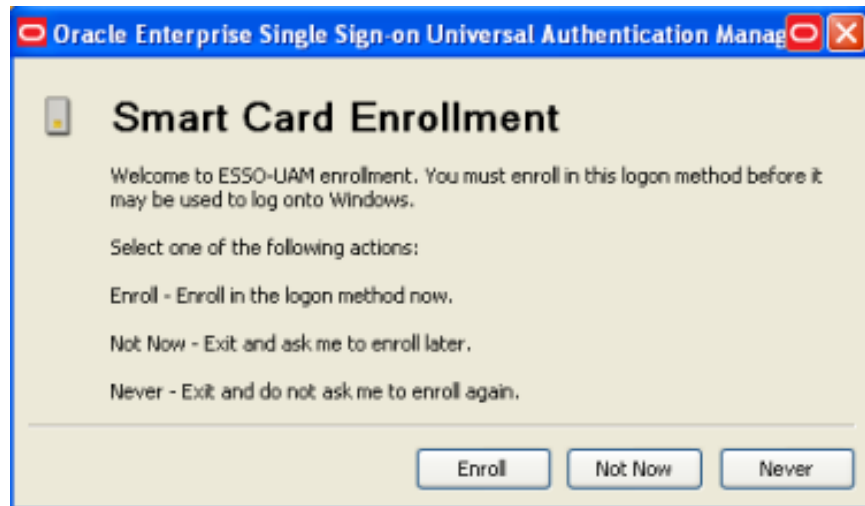 Oracle Enterprise Single Sign-on Universal Authentication Manag
Smart Card Enrollment
Welcome to ESSO-UAM enrollment. You must enroll in this logon method before it
may be used to log onto Windows.
Select one of the following actions:
Enroll - Enroll in the logon method now.
Not Now - Exit and ask me to enroll later.
Never - Exit and do not ask me to enroll again.
Enroll Not Now Never